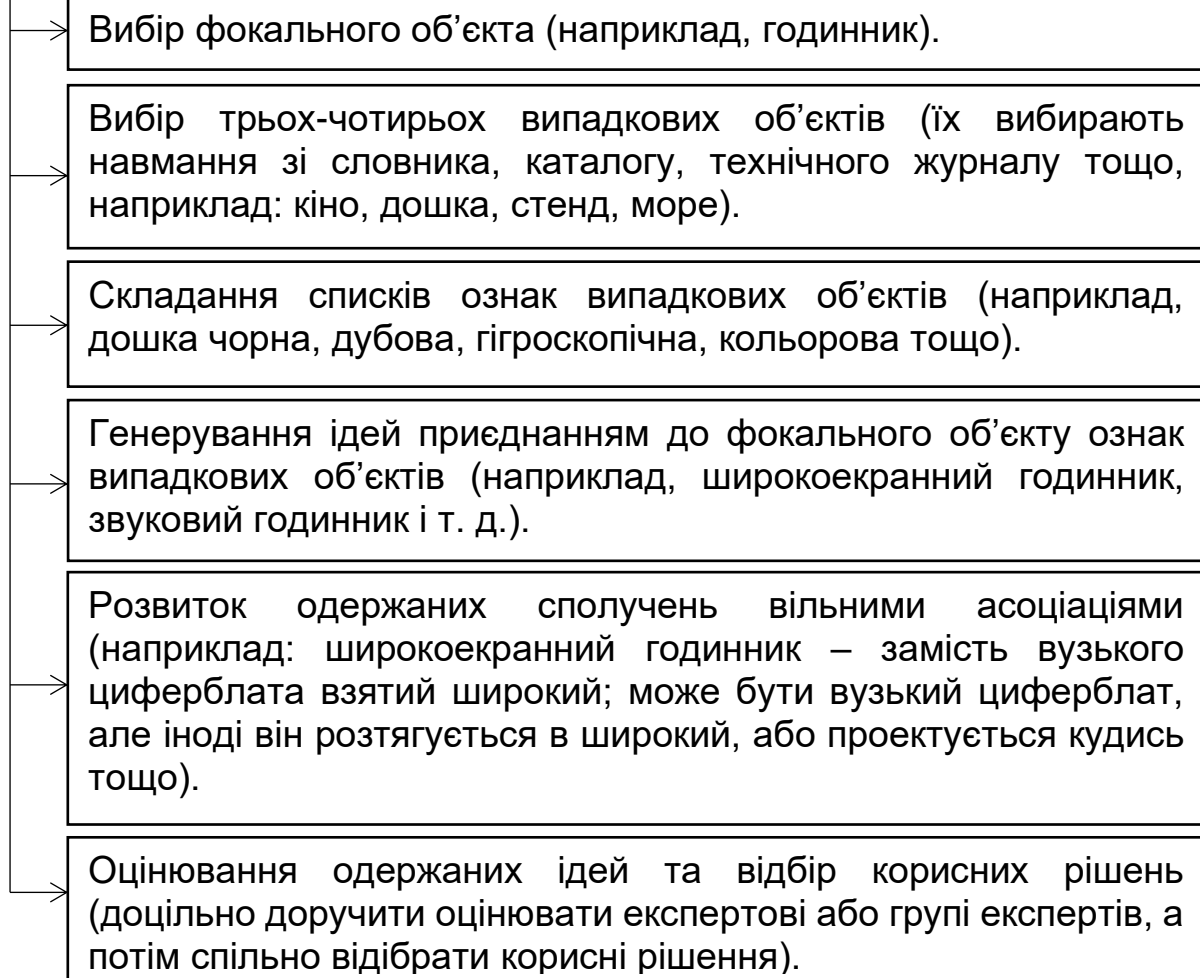 Вибір фокального об’єкта (наприклад, годинник).
Вибір трьох-чотирьох випадкових об’єктів (їх вибирають
навмання зі словника, каталогу, технічного журналу тощо,
наприклад: кіно, дошка, стенд, море).
Складання списків ознак випадкових об’єктів (наприклад,
дошка чорна, дубова, гігроскопічна, кольорова тощо).
Генерування ідей приєднанням до фокального об’єкту ознак
випадкових об’єктів (наприклад, широкоекранний годинник,
звуковий годинник і т. д.).
Розвиток одержаних сполучень вільними асоціаціями
(наприклад: широкоекранний годинник – замість вузького
циферблата взятий широкий; може бути вузький циферблат,
але іноді він розтягується в широкий, або проектується кудись
тощо).
Оцінювання одержаних ідей та відбір корисних рішень
(доцільно доручити оцінювати експертові або групі експертів, а
потім спільно відібрати корисні рішення).